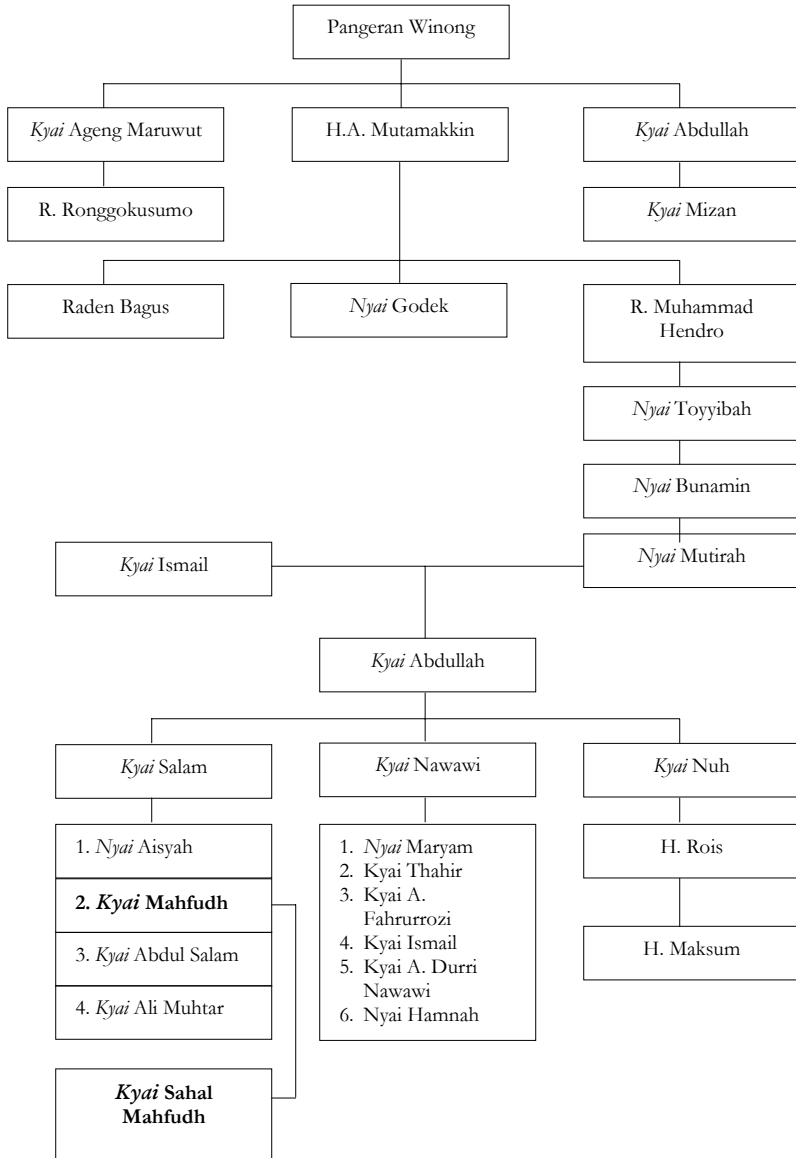 Pangeran Winong
Kyai Ageng Maruwut
H.A. Mutamakkin
Kyai Abdullah
R. Ronggokusumo
Kyai Mizan
Raden Bagus
Nyai Godek
R. Muhammad
Hendro
Nyai Toyyibah
Nyai Bunamin
Kyai Ismail
Nyai Mutirah
Kyai Abdullah
Kyai Salam
Kyai Nawawi
Kyai Nuh
1. Nyai Aisyah
2. Kyai Mahfudh
3. Kyai Abdul Salam
4. Kyai Ali Muhtar
1. Nyai Maryam
2. Kyai Thahir
3. Kyai A.
Fahrurrozi
4. Kyai Ismail
5. Kyai A. Durri
Nawawi
6. Nyai Hamnah
H. Rois
H. Maksum
Kyai Sahal
Mahfudh